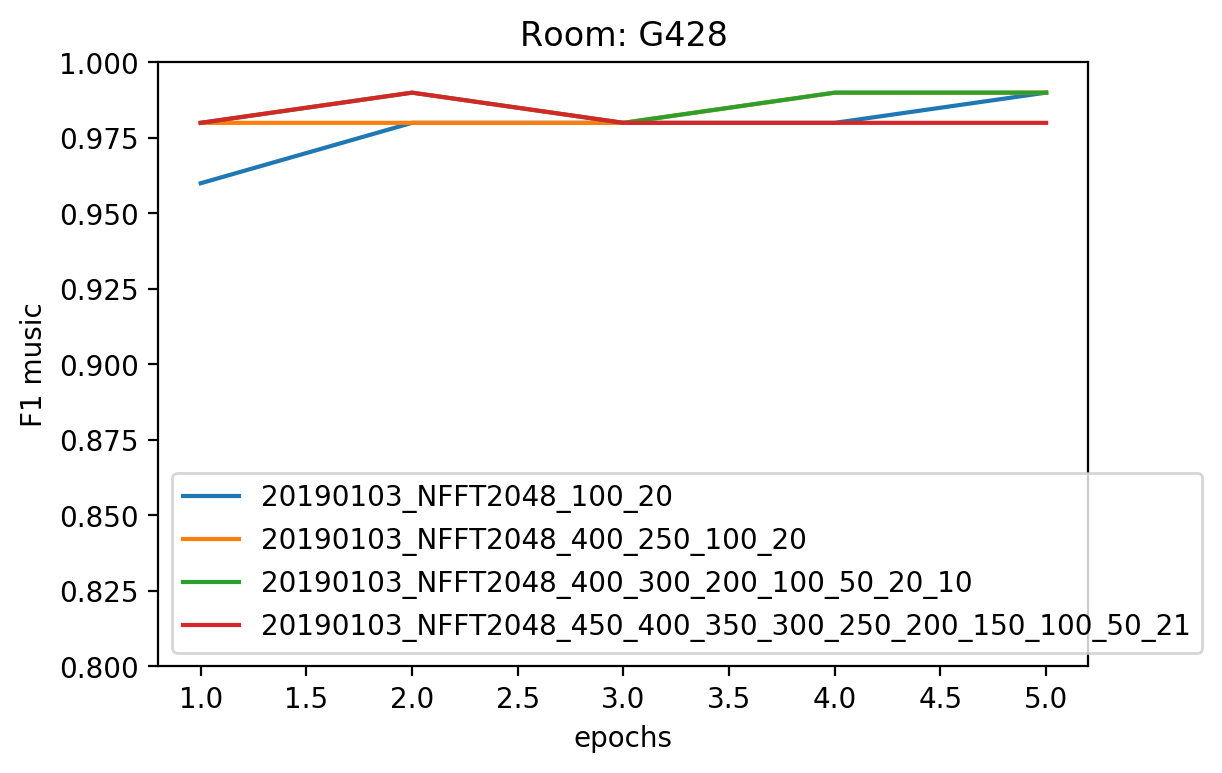 Room: G428
1.000
0.975
0.950
0.925
0.900
0.875
0.850
0.825
0.800
F1 music
20190103_NFFT2048_100_20
20190103_NFFT2048_400_250_100_20
20190103_NFFT2048_400_300_200_100_50_20_10
20190103_NFFT2048_450_400_350_300_250_200_150_100_50_21
1.0 1.5 2.0 2.5 3.0 3.5 4.0 4.5 5.0
epochs